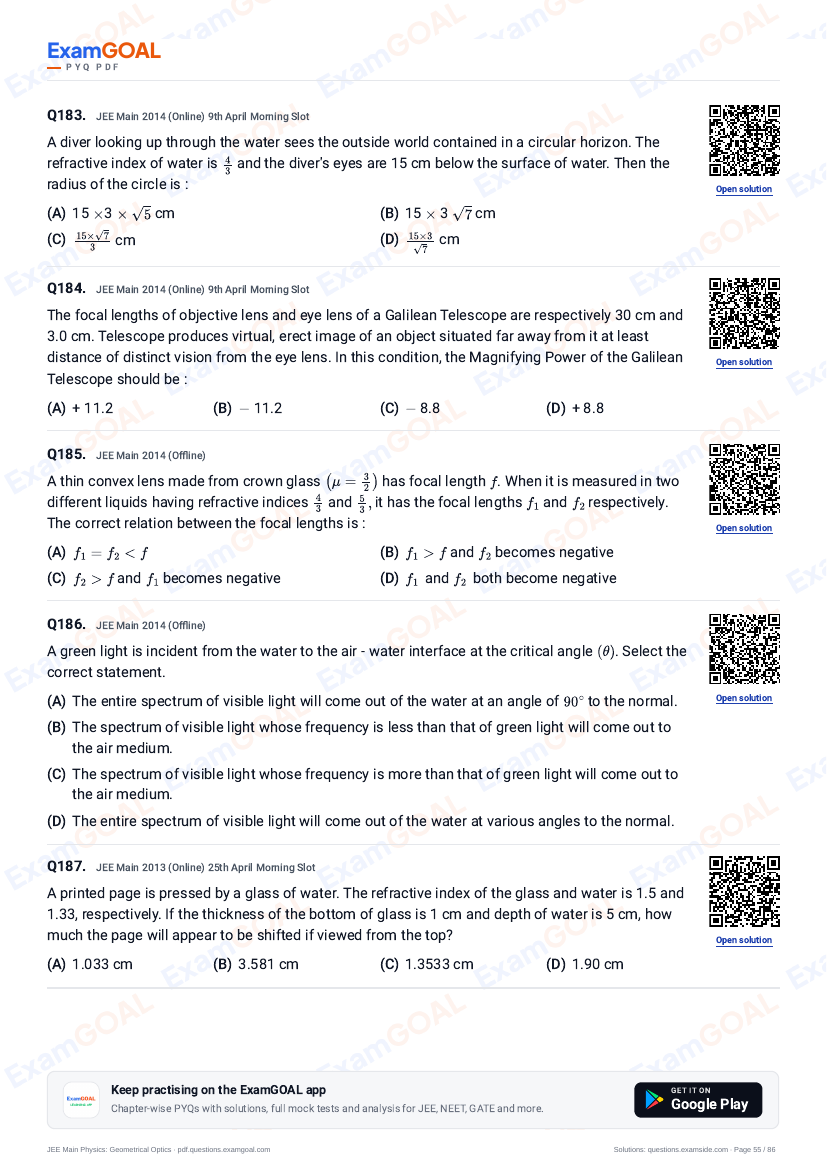 ExamGOAL
PYQ PDF
Q183. JEE Main 2014 (Online) 9th April Morning Slot
A diver looking up through the water sees the outside world contained in a circular horizon. The
refractive index of water is 4/3 and the diver's eyes are 15 cm below the surface of water. Then the
radius of the circle is :
(A) 15 ×3 × √5 cm
(B) 15 × 3 √7 cm
(C) 15×√7/3 cm
(D) 15×3/√7 cm
Open solution
Q184. JEE Main 2014 (Online) 9th April Morning Slot
The focal lengths of objective lens and eye lens of a Galilean Telescope are respectively 30 cm and
3.0 cm. Telescope produces virtual, erect image of an object situated far away from it at least
distance of distinct vision from the eye lens. In this condition, the Magnifying Power of the Galilean
Telescope should be :
(A) + 11.2 (B) − 11.2 (C) − 8.8 (D) + 8.8
Open solution
Q185. JEE Main 2014 (Offline)
A thin convex lens made from crown glass (μ = 3/2) has focal length f. When it is measured in two
different liquids having refractive indices 4/3 and 5/3, it has the focal lengths f₁ and f₂ respectively.
The correct relation between the focal lengths is :
(A) f₁ = f₂ < f
(B) f₁ > f and f₂ becomes negative
(C) f₂ > f and f₁ becomes negative
(D) f₁ and f₂ both become negative
Open solution
Q186. JEE Main 2014 (Offline)
A green light is incident from the water to the air - water interface at the critical angle (θ). Select the
correct statement.
(A) The entire spectrum of visible light will come out of the water at an angle of 90° to the normal.
(B) The spectrum of visible light whose frequency is less than that of green light will come out to
the air medium.
(C) The spectrum of visible light whose frequency is more than that of green light will come out to
the air medium.
(D) The entire spectrum of visible light will come out of the water at various angles to the normal.
Open solution
Q187. JEE Main 2013 (Online) 25th April Morning Slot
A printed page is pressed by a glass of water. The refractive index of the glass and water is 1.5 and
1.33, respectively. If the thickness of the bottom of glass is 1 cm and depth of water is 5 cm, how
much the page will appear to be shifted if viewed from the top?
(A) 1.033 cm (B) 3.581 cm (C) 1.3533 cm (D) 1.90 cm
Open solution
ExamGOAL
Keep practising on the ExamGOAL app
Chapter-wise PYQs with solutions, full mock tests and analysis for JEE, NEET, GATE and more.
GET IT ON
Google Play
JEE Main Physics: Geometrical Optics · pdf.questions.examgoal.com
Solutions: questions.examside.com · Page 55 / 86